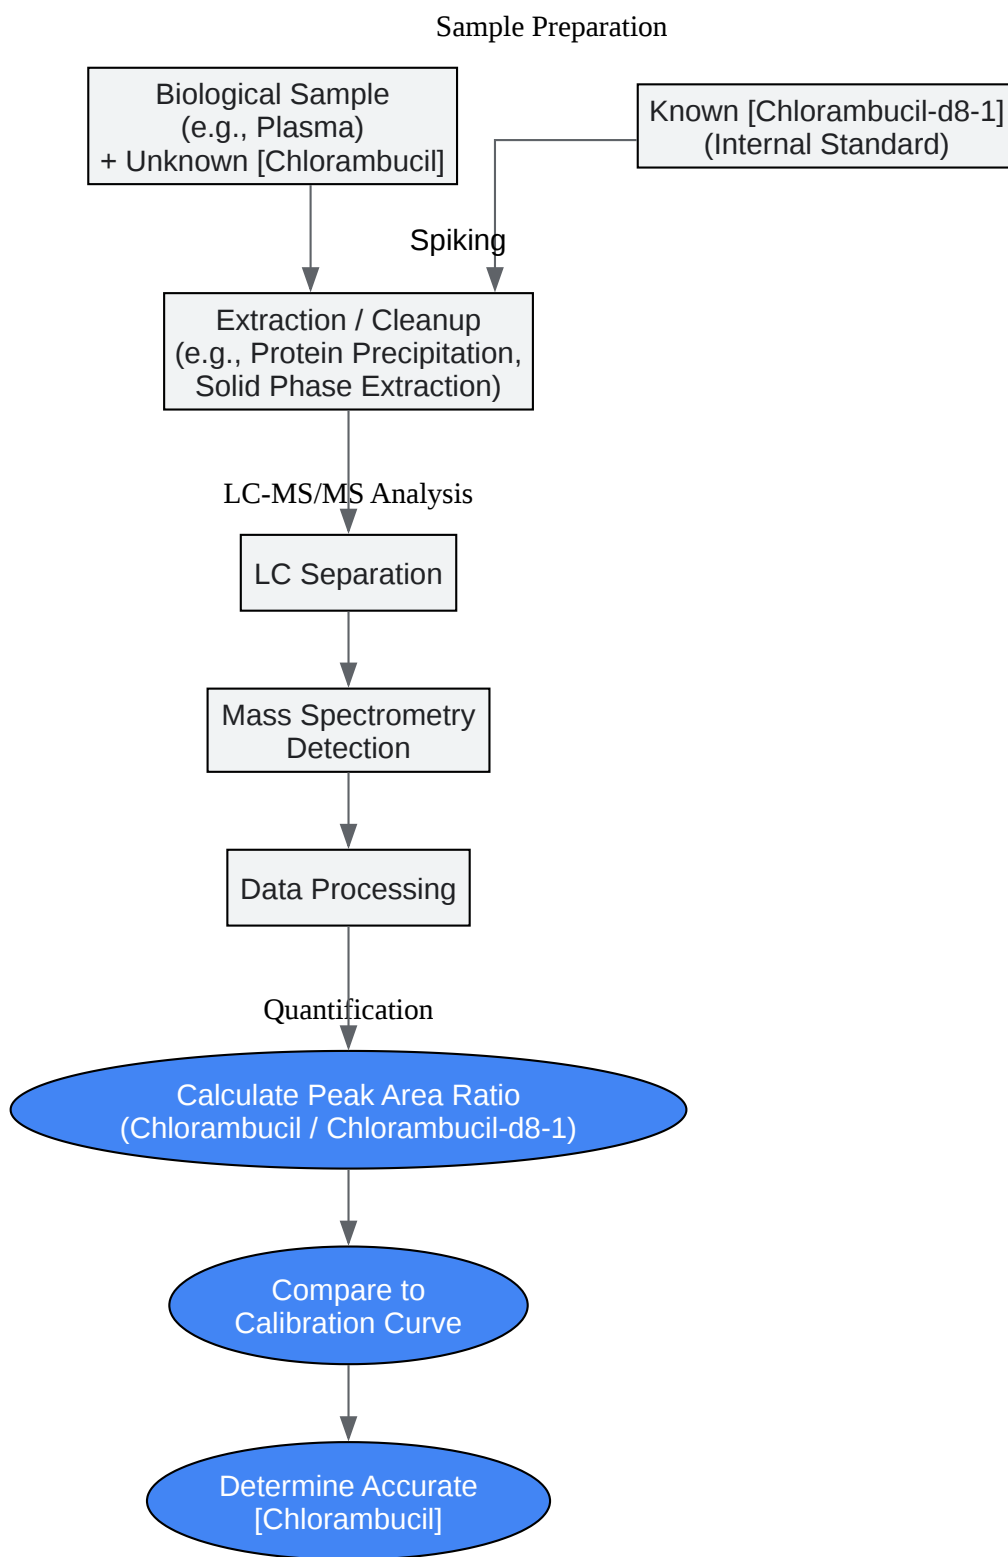 Sample Preparation
Biological Sample
(e.g., Plasma)
+ Unknown [Chlorambucil]
Known [Chlorambucil-d8-1]
(Internal Standard)
Spiking
Extraction / Cleanup
(e.g., Protein Precipitation,
Solid Phase Extraction)
LC-MS/MS Analysis
LC Separation
Mass Spectrometry
Detection
Data Processing
Quantification
Calculate Peak Area Ratio
(Chlorambucil / Chlorambucil-d8-1)
Compare to
Calibration Curve
Determine Accurate
[Chlorambucil]